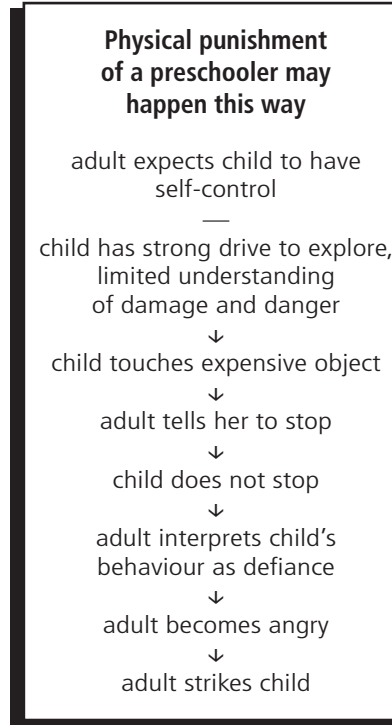 Physical punishment
of a preschooler may
happen this way
adult expects child to have
self-control
—
child has strong drive to explore,
limited understanding
of damage and danger
↓
child touches expensive object
↓
adult tells her to stop
↓
child does not stop
↓
adult interprets child’s
behaviour as defiance
↓
adult becomes angry
↓
adult strikes child